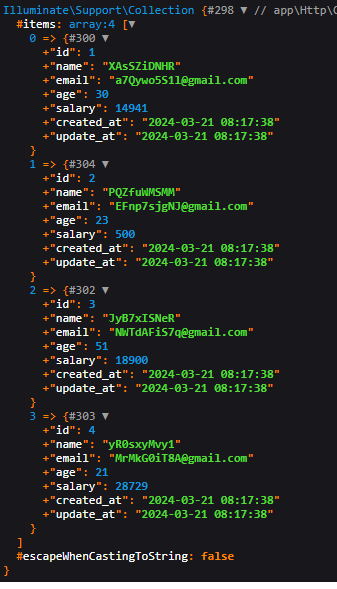 Illuminate\Support\Collection {#298 ▼ // app\Http\
#items: array:4 [▼
0 => {#300 ▼
+"id": 1
+"name": "XAsSZiDNHR"
+"email": "a7Qywo5S1l@gmail.com"
+"age": 30
+"salary": 14941
+"created_at": "2024-03-21 08:17:38"
+"update_at": "2024-03-21 08:17:38"
}
1 => {#304 ▼
+"id": 2
+"name": "PQZfuWMSMM"
+"email": "EFnp7sjgNJ@gmail.com"
+"age": 23
+"salary": 500
+"created_at": "2024-03-21 08:17:38"
+"update_at": "2024-03-21 08:17:38"
}
2 => {#302 ▼
+"id": 3
+"name": "JyB7xISNeR"
+"email": "NWTdAFiS7q@gmail.com"
+"age": 51
+"salary": 18900
+"created_at": "2024-03-21 08:17:38"
+"update_at": "2024-03-21 08:17:38"
}
3 => {#303 ▼
+"id": 4
+"name": "yR0sxyMvy1"
+"email": "MrMkG0iT8A@gmail.com"
+"age": 21
+"salary": 28729
+"created_at": "2024-03-21 08:17:38"
+"update_at": "2024-03-21 08:17:38"
}
]
#escapeWhenCastingToString: false
}